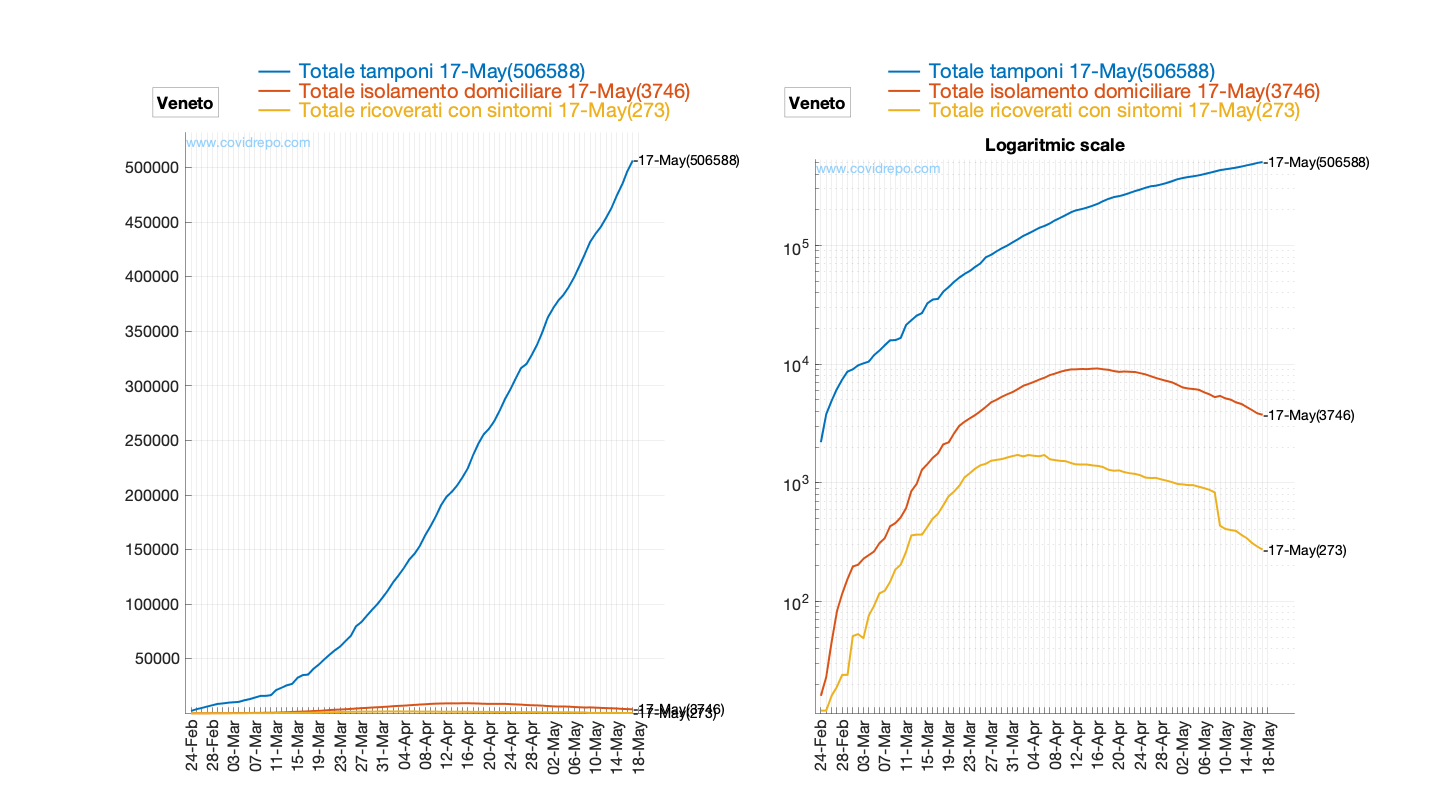 Totale tamponi 17-May(506588)
Totale isolamento domiciliare 17-May(3746)
Totale ricoverati con sintomi 17-May(273)
Veneto
www.covidrepo.com
500000
450000
400000
350000
300000
250000
200000
150000
100000
50000
-17-May(506588)
-17-May(3746)
-17-May(273)
24-Feb
28-Feb
03-Mar
07-Mar
11-Mar
15-Mar
19-Mar
23-Mar
27-Mar
31-Mar
04-Apr
08-Apr
12-Apr
16-Apr
20-Apr
24-Apr
28-Apr
02-May
06-May
10-May
14-May
18-May
Totale tamponi 17-May(506588)
Totale isolamento domiciliare 17-May(3746)
Totale ricoverati con sintomi 17-May(273)
Veneto
Logaritmic scale
www.covidrepo.com
10^5
10^4
10^3
10^2
-17-May(506588)
-17-May(3746)
-17-May(273)
24-Feb
28-Feb
03-Mar
07-Mar
11-Mar
15-Mar
19-Mar
23-Mar
27-Mar
31-Mar
04-Apr
08-Apr
12-Apr
16-Apr
20-Apr
24-Apr
28-Apr
02-May
06-May
10-May
14-May
18-May